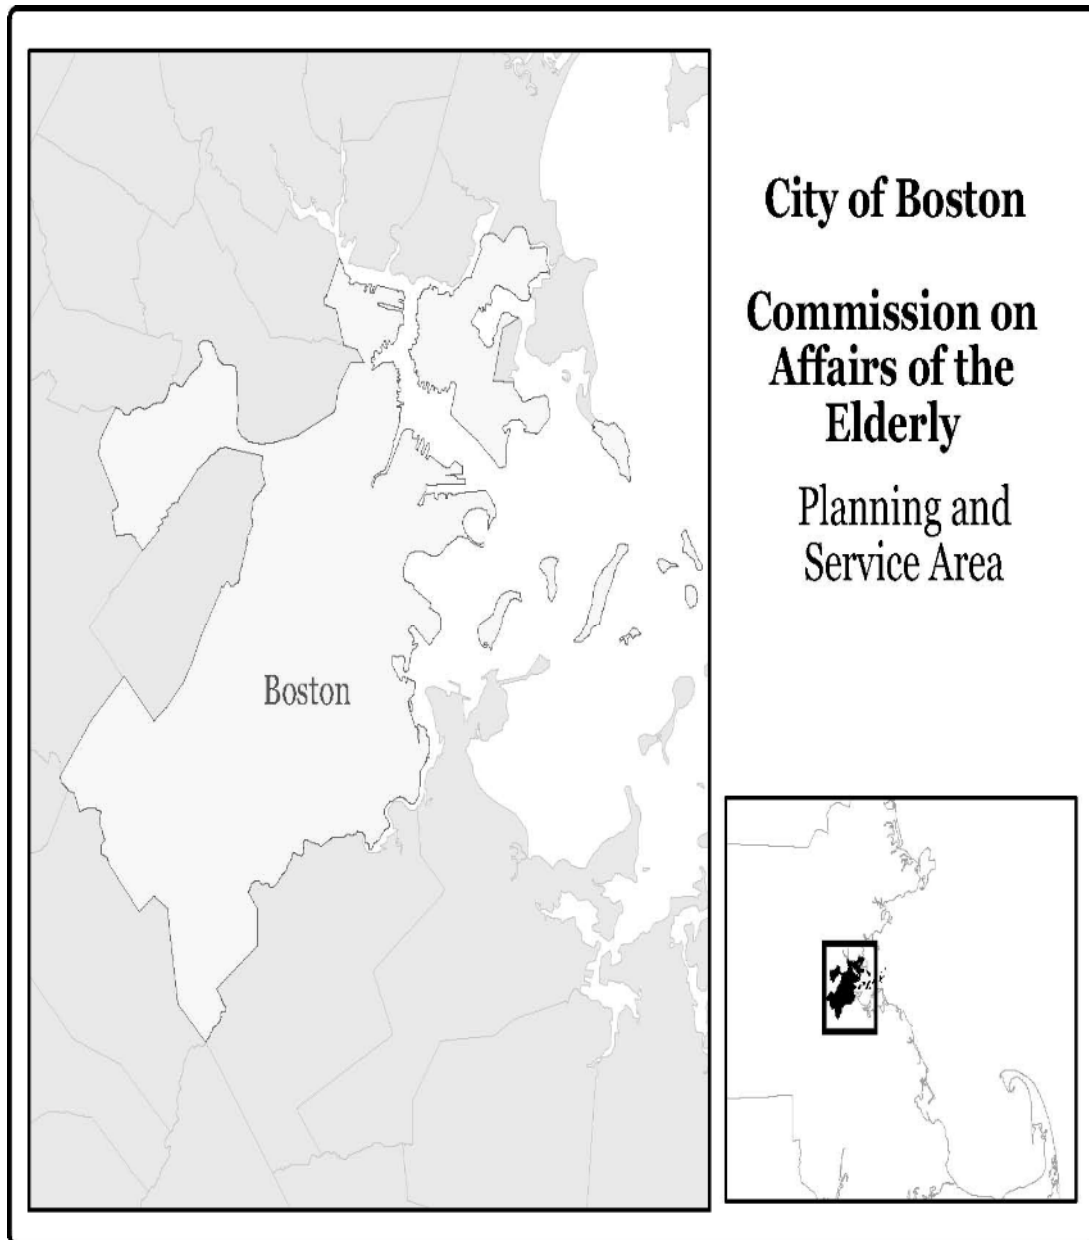 City of Boston
Commission on
Affairs of the
Elderly
Planning and
Service Area
Boston